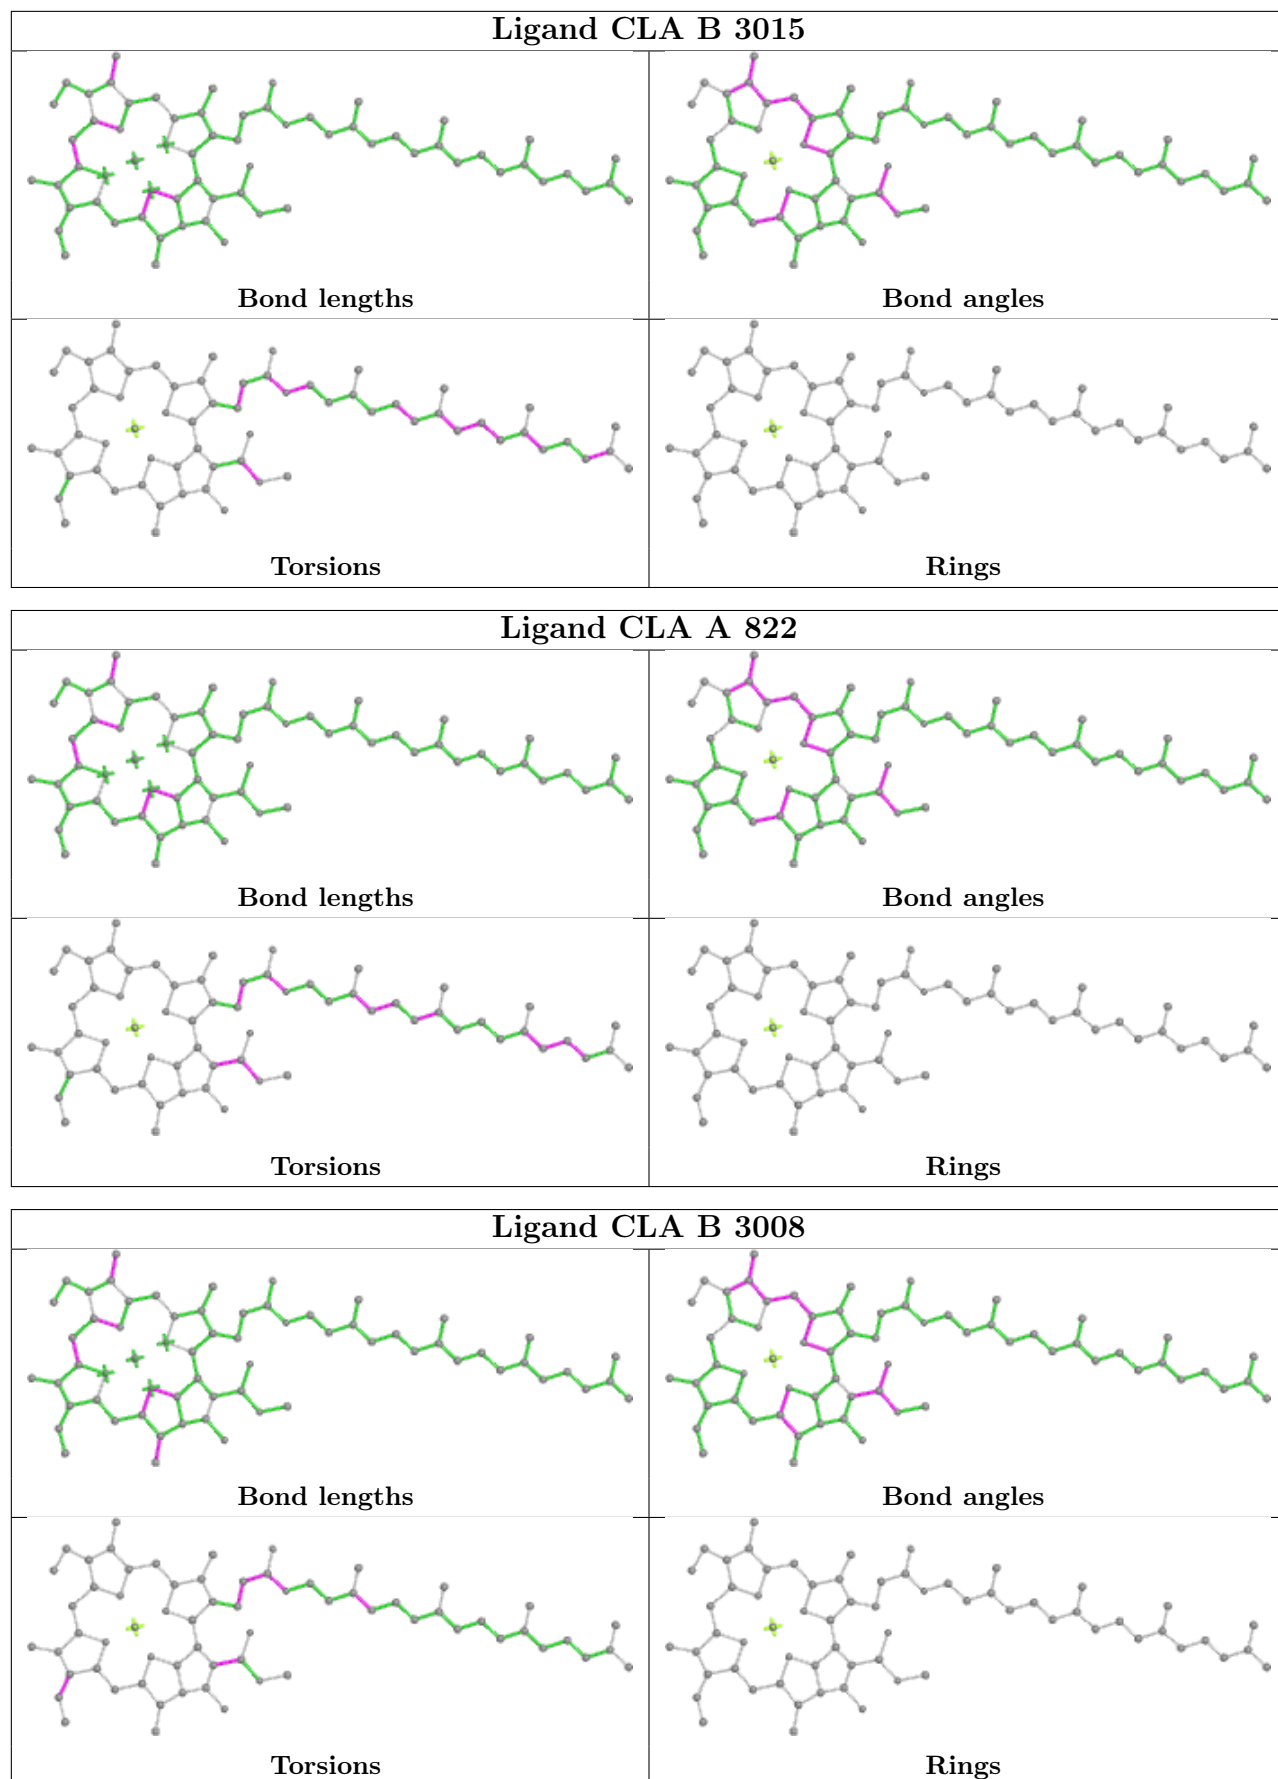 Ligand CLA B 3015
Bond lengths
Bond angles
Torsions
Rings
Ligand CLA A 822
Bond lengths
Bond angles
Torsions
Rings
Ligand CLA B 3008
Bond lengths
Bond angles
Torsions
Rings